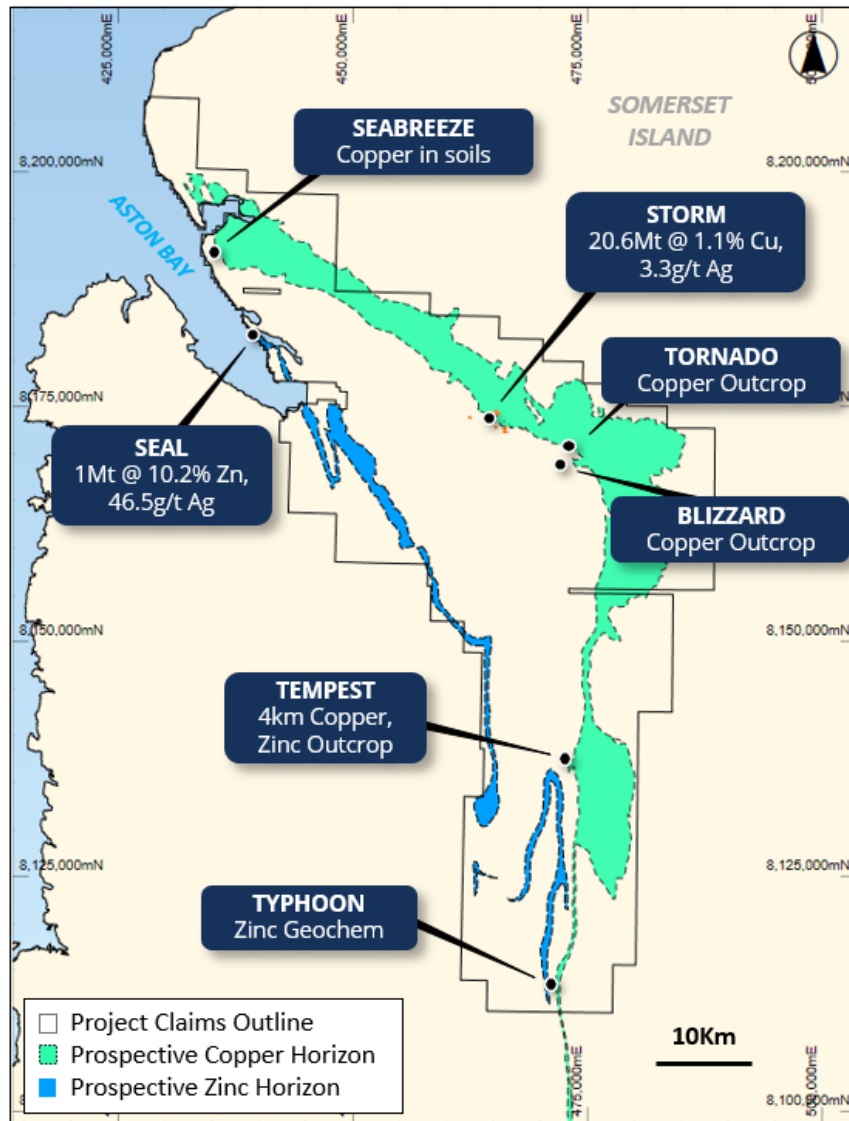 425,000mE
450,000mE
475,000mE
SOMERSET
ISLAND
8,200,000mN
8,200,000mN
SEABREEZE
Copper in soils
ASTON BAY
STORM
20.6Mt @ 1.1% Cu,
3.3g/t Ag
TORNADO
Copper Outcrop
8,175,000mN
8,175,000mN
SEAL
1Mt @ 10.2% Zn,
46.5g/t Ag
BLIZZARD
Copper Outcrop
8,150,000mN
8,150,000mN
TEMPEST
4km Copper,
Zinc Outcrop
8,125,000mN
8,125,000mN
TYPHOON
Zinc Geochem
Project Claims Outline
Prospective Copper Horizon
Prospective Zinc Horizon
10Km
475,000mE
8,100,000mN